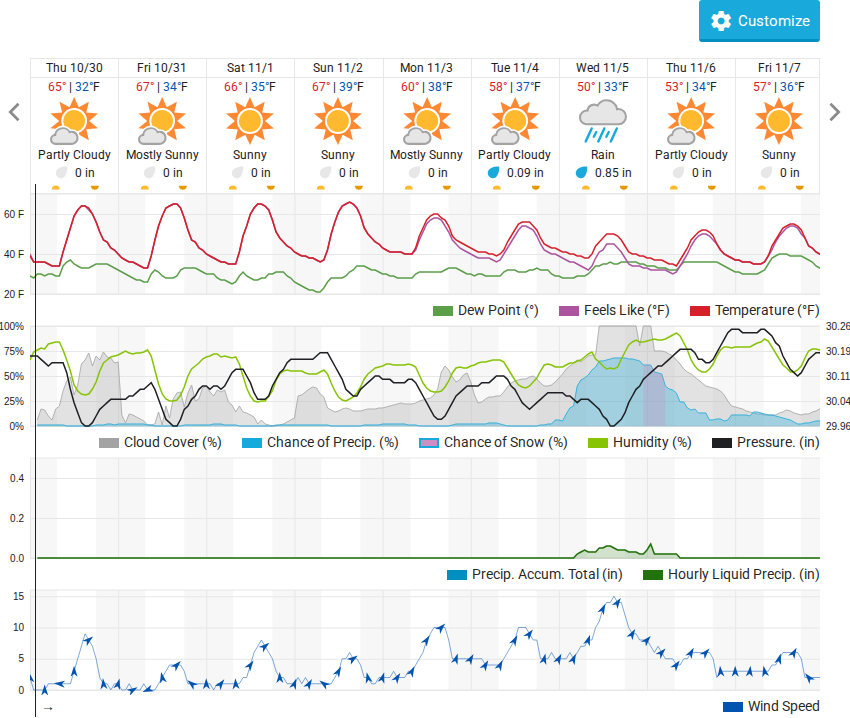 Customize
Thu 10/30 Fri 10/31 Sat 11/1 Sun 11/2 Mon 11/3 Tue 11/4 Wed 11/5 Thu 11/6 Fri 11/7
65° | 32°F 67° | 34°F 66° | 35°F 67° | 39°F 60° | 38°F 58° | 37°F 50° | 33°F 53° | 34°F 57° | 36°F
Partly Cloudy Mostly Sunny Sunny Sunny Mostly Sunny Partly Cloudy Rain Partly Cloudy Sunny
0 in 0 in 0 in 0 in 0 in 0.09 in 0.85 in 0 in 0 in
60 F
40 F
20 F
Dew Point (°) Feels Like (°F) Temperature (°F)
100% 30.26
75% 30.19
50% 30.11
25% 30.04
0% 29.96
Cloud Cover (%) Chance of Precip. (%) Chance of Snow (%) Humidity (%) Pressure. (in)
0.4
0.2
0.0
Precip. Accum. Total (in) Hourly Liquid Precip. (in)
15
10
5
0
→
Wind Speed